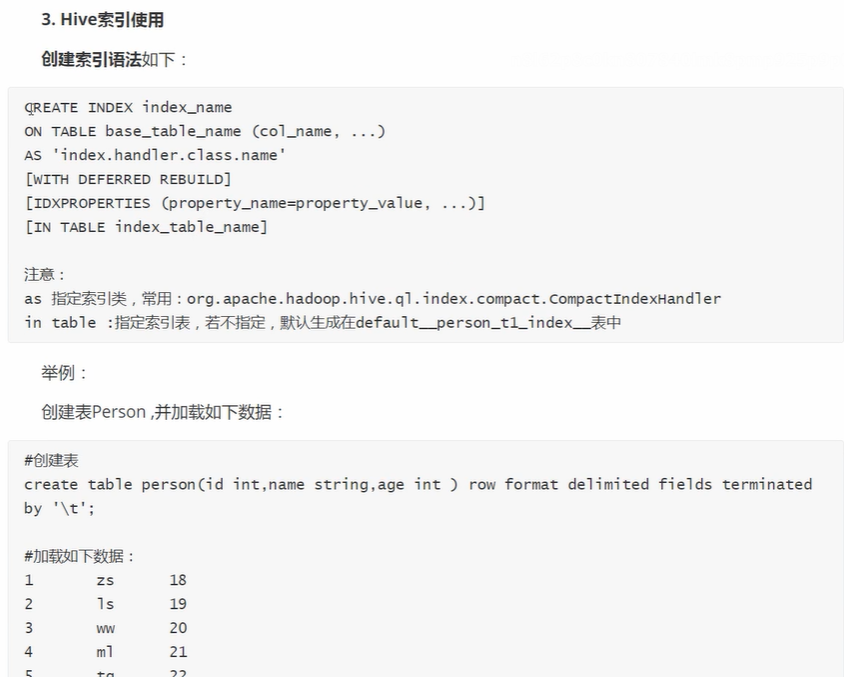 3. Hive索引使用
创建索引语法如下：
CREATE INDEX index_name
ON TABLE base_table_name (col_name, ...)
AS 'index.handler.class.name'
[WITH DEFERRED REBUILD]
[IDXPROPERTIES (property_name=property_value, ...)]
[IN TABLE index_table_name]
注意：
as 指定索引类，常用：org.apache.hadoop.hive.ql.index.compact.CompactIndexHandler
in table :指定索引表，若不指定，默认生成在default__person_t1_index__表中
举例：
创建表Person ,并加载如下数据：
#创建表
create table person(id int,name string,age int ) row format delimited fields terminated
by '\t';
#加载如下数据：
1 zs 18
2 ls 19
3 ww 20
4 ml 21
5 tq 22